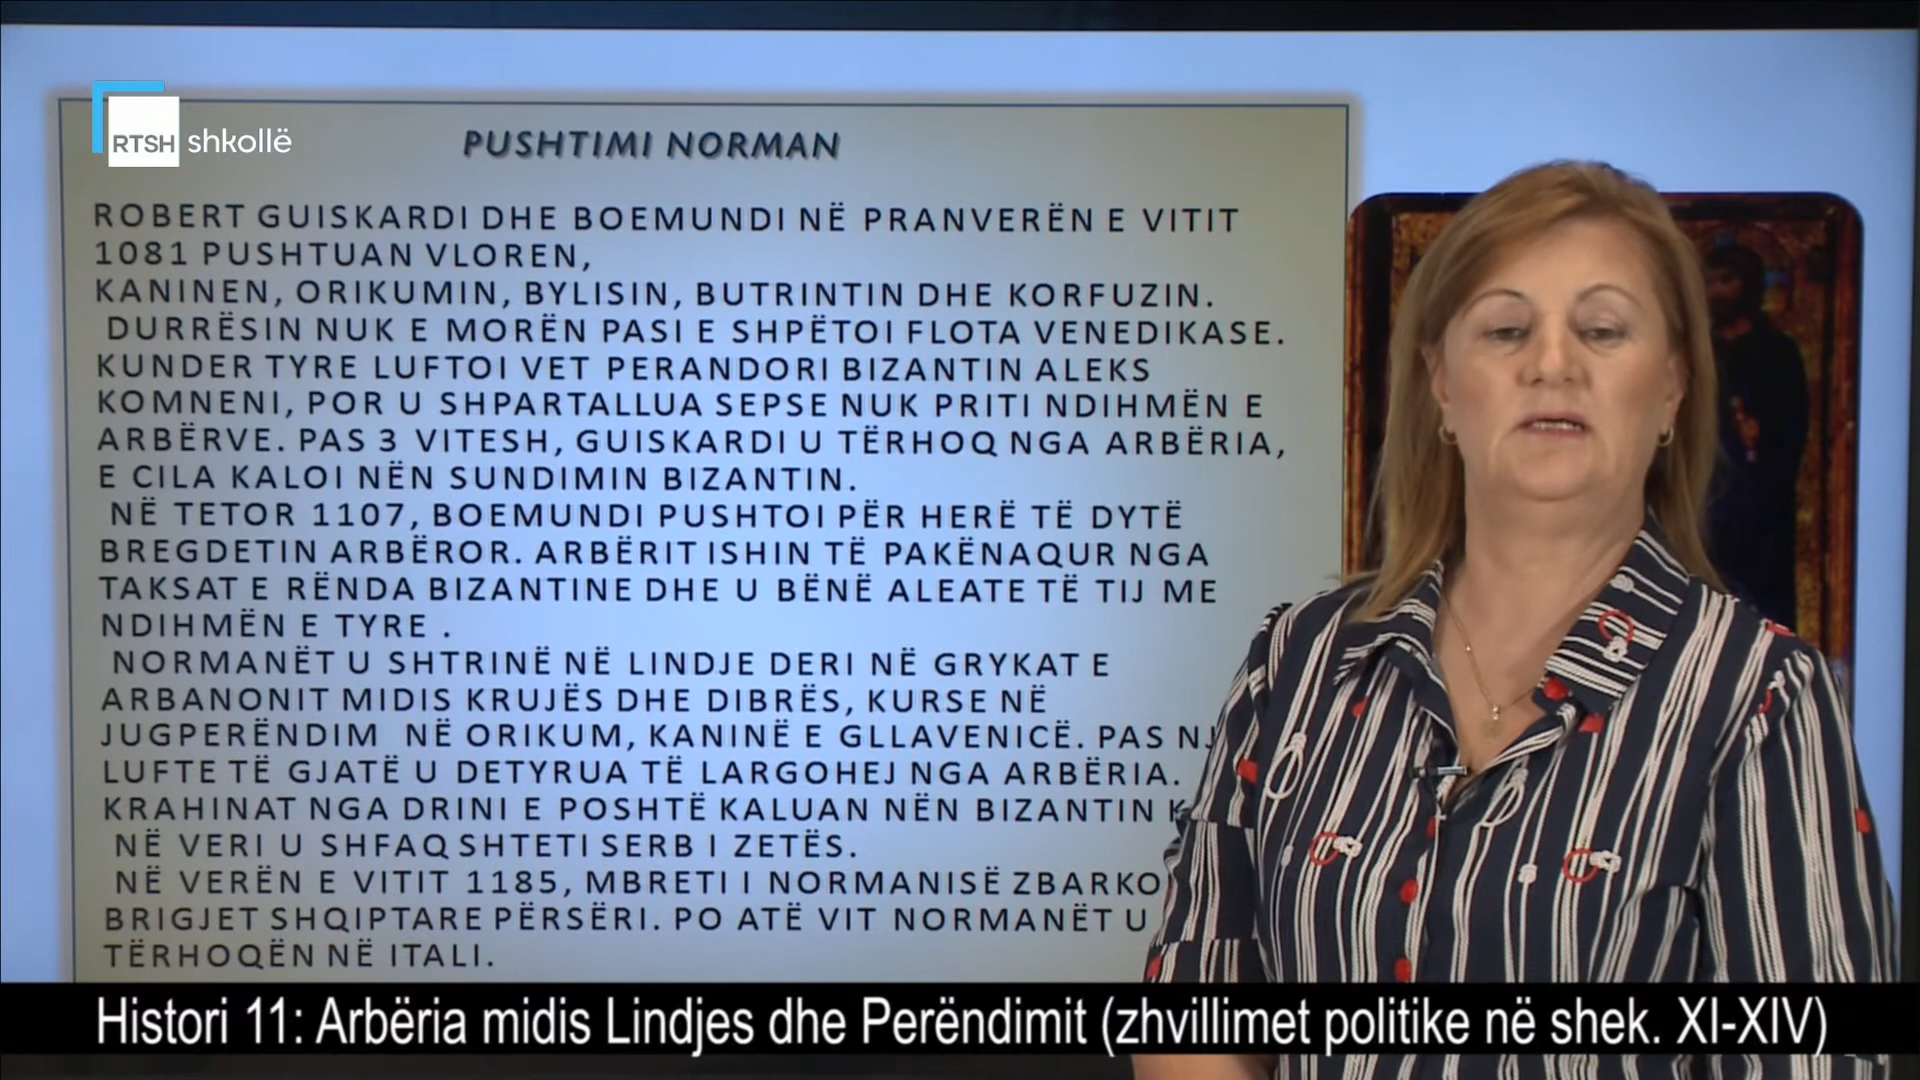 RTSH shkollë
PUSHTIMI NORMAN
ROBERT GUISKARDI DHE BOEMUNDI NË PRANVERËN E VITIT
1081 PUSHTUAN VLOREN,
KANINEN, ORIKUMIN, BYLISIN, BUTRINTIN DHE KORFUZIN.
DURRËSIN NUK E MORËN PASI E SHPËTOI FLOTA VENEDIKASE.
KUNDER TYRE LUFTOI VET PERANDORI BIZANTIN ALEKS
KOMNENI, POR U SHPARTALLUA SEPSE NUK PRITI NDIHMËN E
ARBËRVE. PAS 3 VITESH, GUISKARDI U TËRHOQ NGA ARBËRIA,
E CILA KALOI NËN SUNDIMIN BIZANTIN.
NË TETOR 1107, BOEMUNDI PUSHTOI PËR HERË TË DYTË
BREGDETIN ARBËROR. ARBËRIT ISHIN TË PAKËNAQUR NGA
TAKSAT E RËNDA BIZANTINE DHE U BËNË ALEATE TË TIJ ME
NDIHMËN E TYRE .
NORMANËT U SHTRINË NË LINDJE DERI NË GRYKAT E
ARBANONIT MIDIS KRUJËS DHE DIBRËS, KURSE NË
JUGPERËNDIM NË ORIKUM, KANINË E GLLAVENICË. PAS NJ
LUFTE TË GJATË U DETYRUA TË LARGOHEJ NGA ARBËRIA.
KRAHINAT NGA DRINI E POSHTË KALUAN NËN BIZANTIN
NË VERI U SHFAQ SHTETI SERB I ZETËS.
NË VERËN E VITIT 1185, MBRETI I NORMANISË ZBARKO
BRIGJET SHQIPTARE PËRSËRI. PO ATË VIT NORMANËT U
TËRHOQËN NË ITALI.
Histori 11: Arbëria midis Lindjes dhe Perëndimit (zhvillimet politike në shek. XI-XIV)